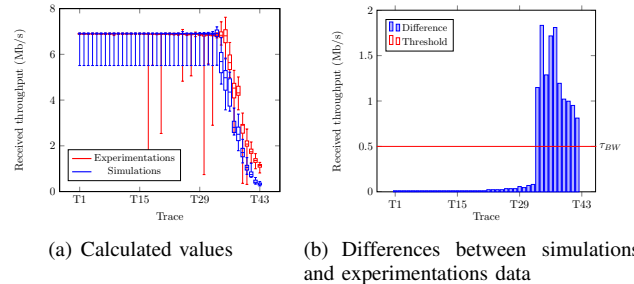 Received throughput (Mb/s)
8
6
4
2
0
Experimentations
Simulations
T1
T15
T29
T43
Trace
(a) Calculated values
Received throughput (Mb/s)
2
1.5
1
0.5
0
Difference
Threshold
τBW
T1
T15
T29
T43
Trace
(b) Differences between simulations
and experimentations data